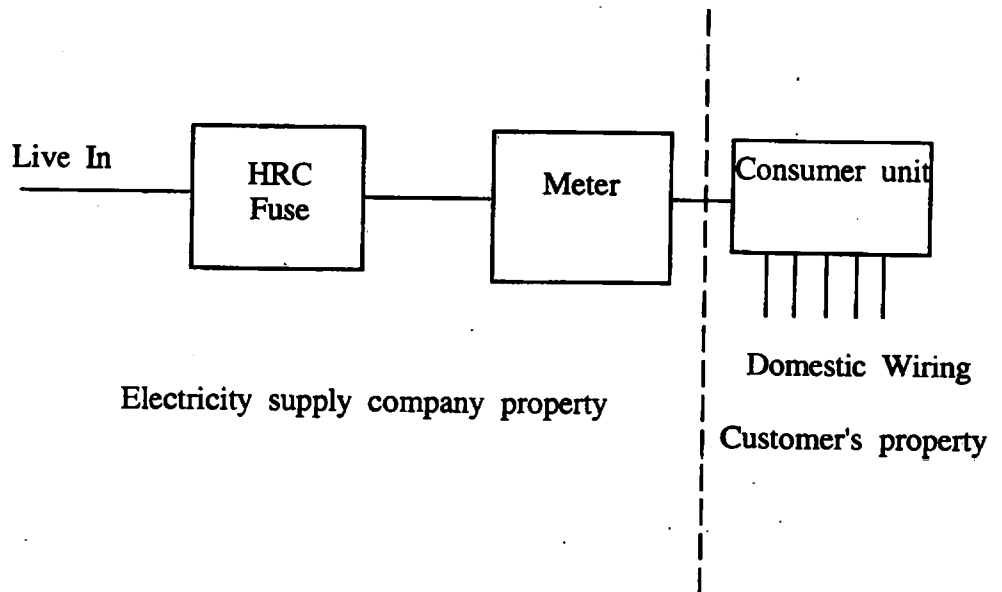 Live In
HRC
Fuse
Meter
Consumer unit
Domestic Wiring
Electricity supply company property
Customer's property